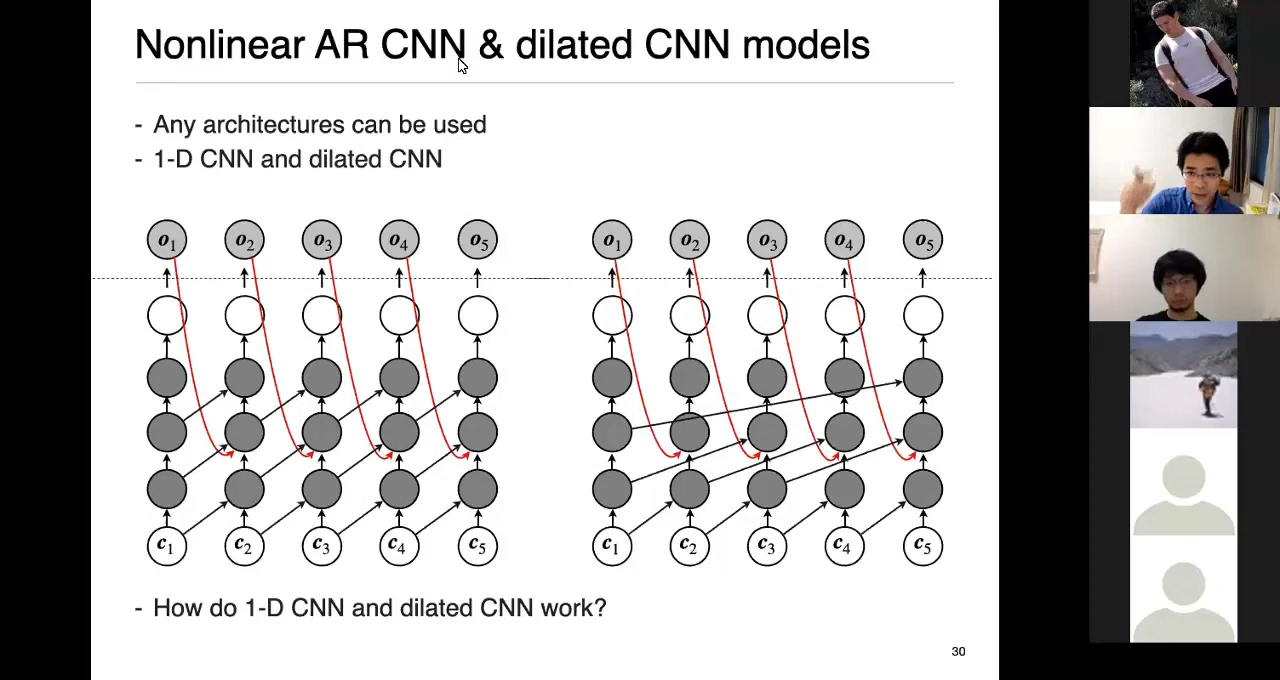 Nonlinear AR CNN & dilated CNN models
- Any architectures can be used
- 1-D CNN and dilated CNN
o1 o2 o3 o4 o5 o1 o2 o3 o4 o5
c1 c2 c3 c4 c5 c1 c2 c3 c4 c5
- How do 1-D CNN and dilated CNN work?
30